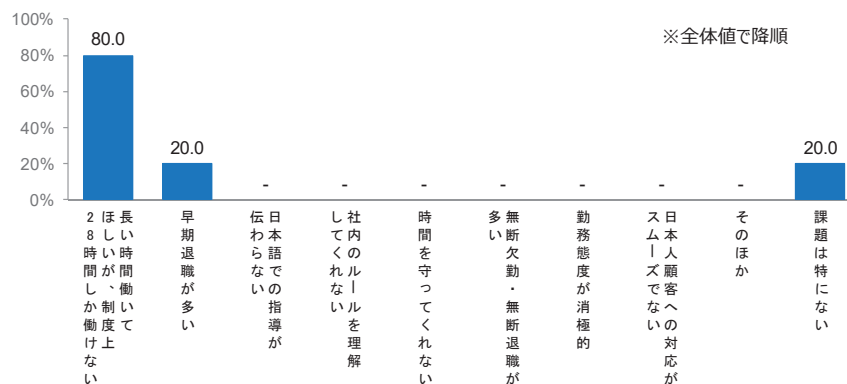 ※全体値で降順
100%
80%
60%
40%
20%
0%
80.0
20.0
-
-
-
-
-
-
-
20.0
長い時間働いて
ほしいが、制度上
28時間しか働けない
早期退職が多い
日本語での指導が
伝わらない
社内のルールを理解
してくれない
時間を守ってくれない
無断欠勤・無断退職が
多い
勤務態度が消極的
日本人顧客への対応が
スムーズでない
そのほか
課題は特にない